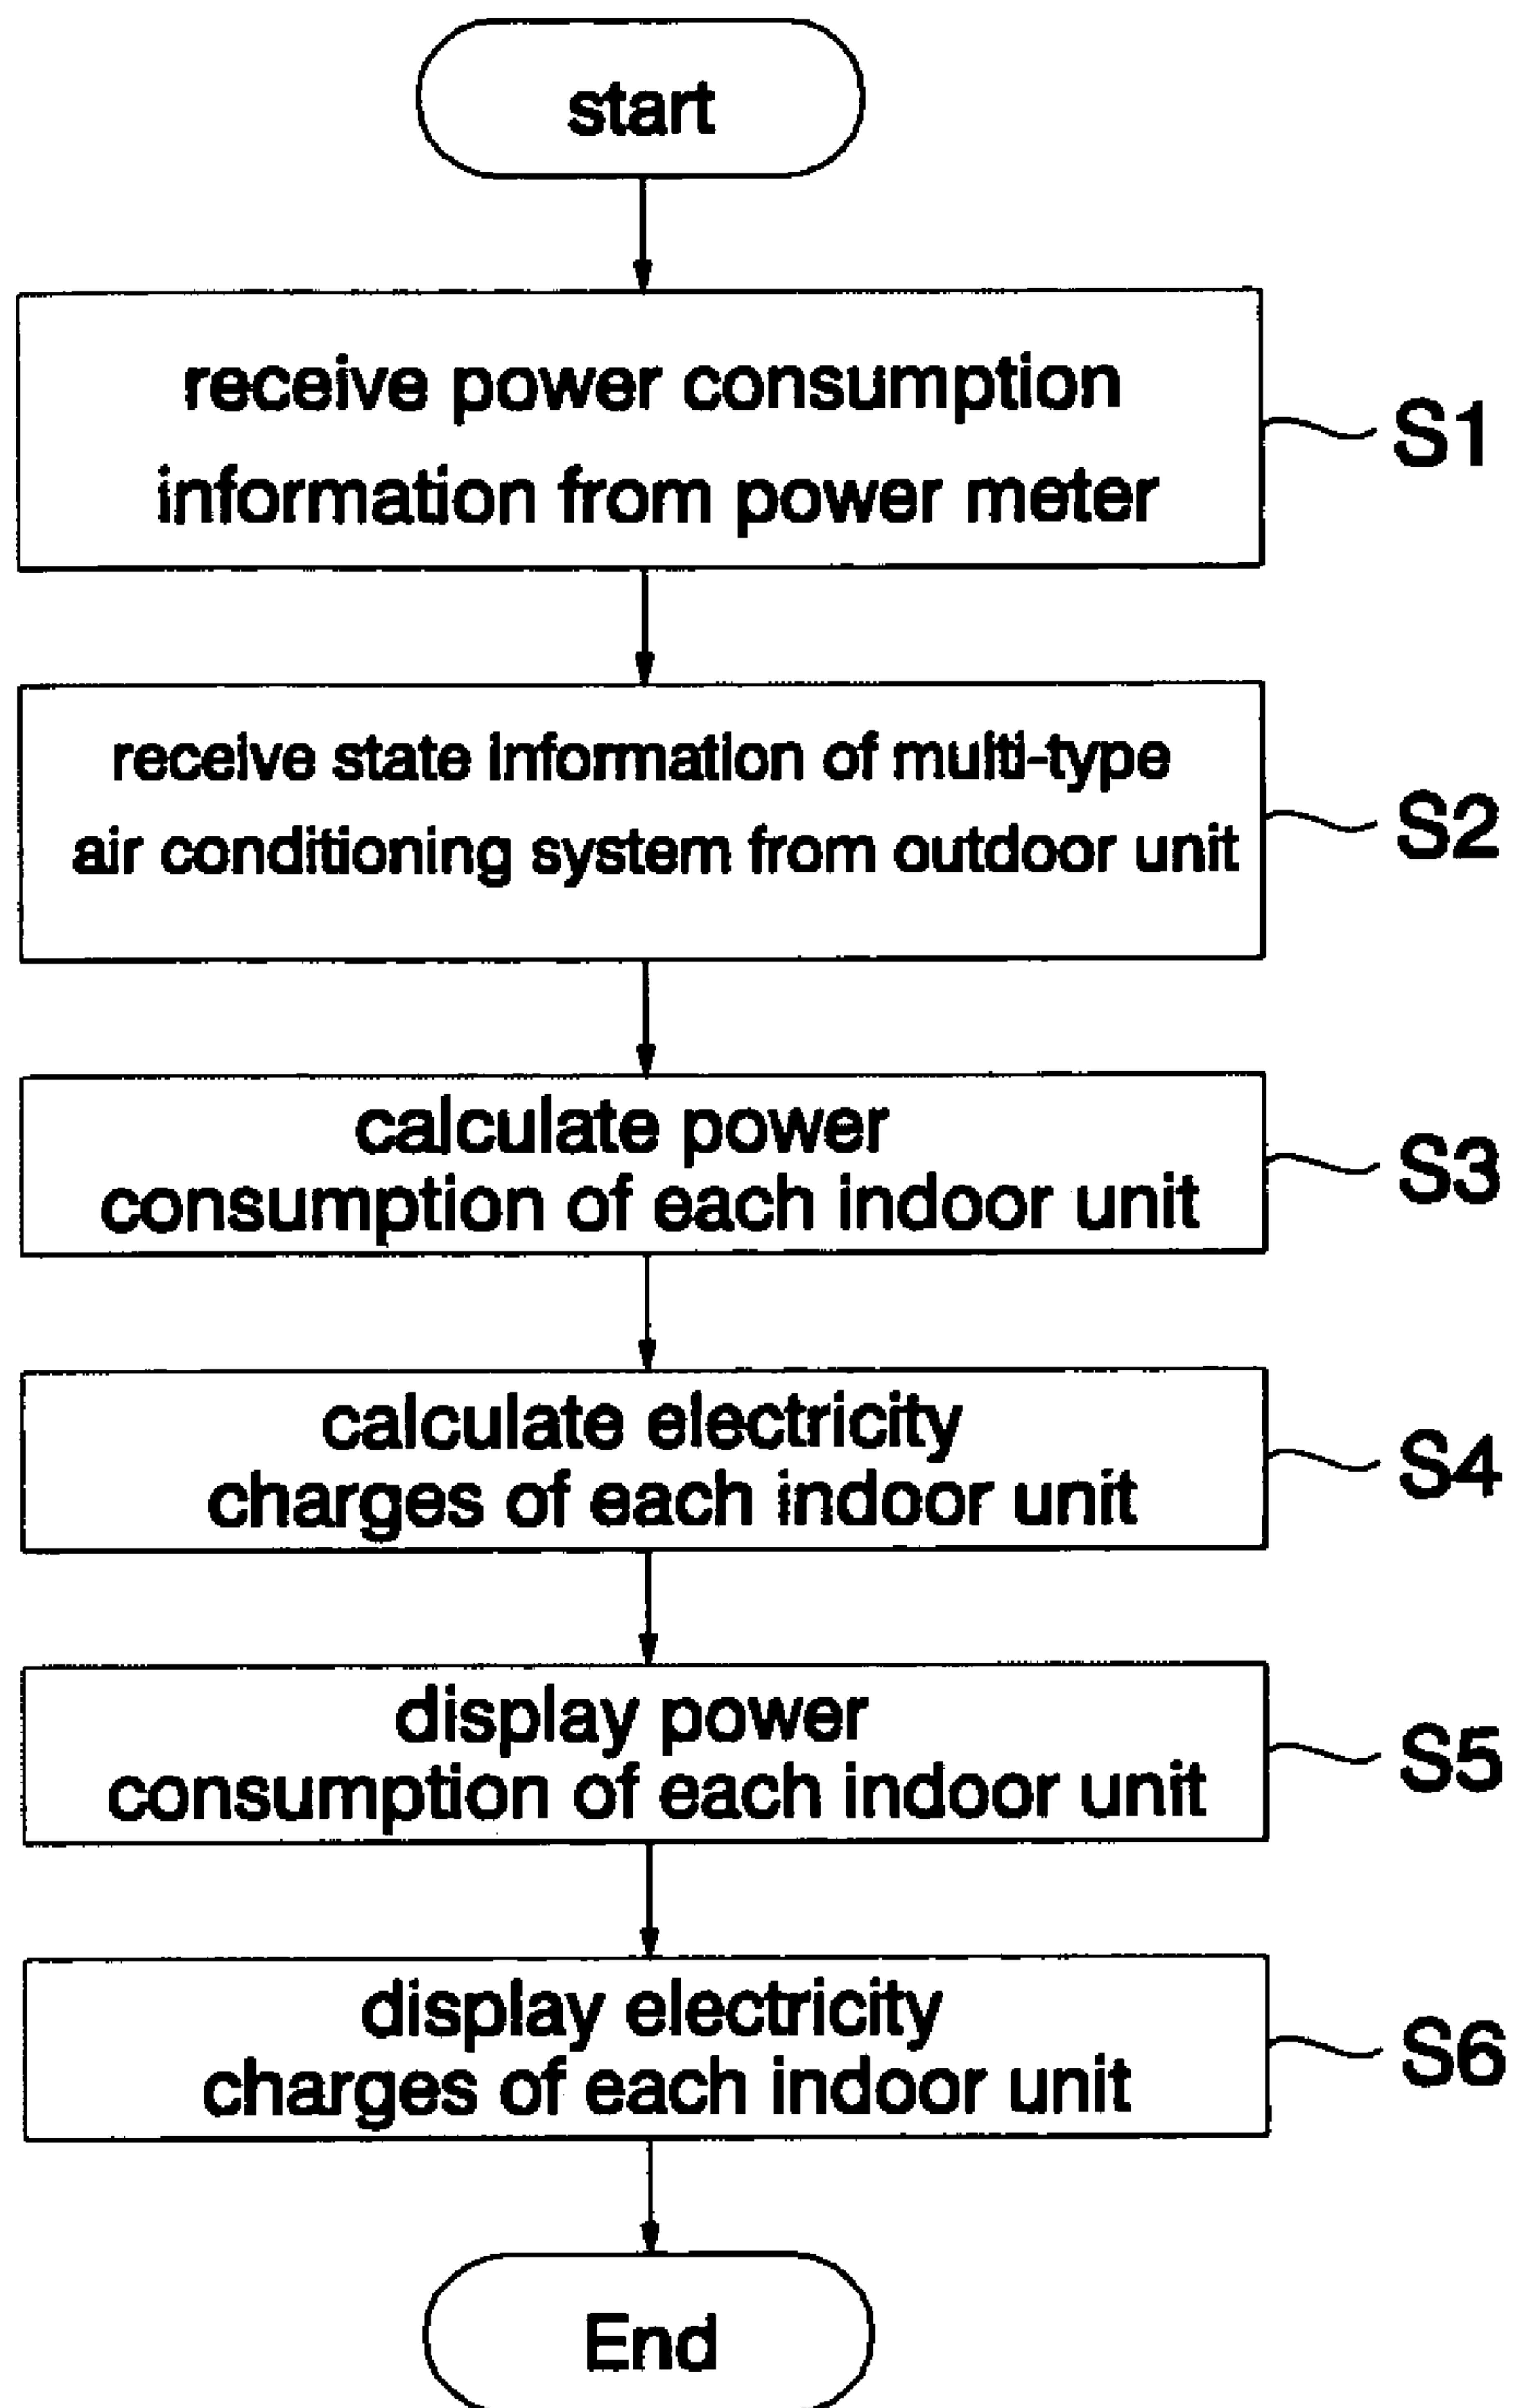 start
receive power consumption
information from power meter
S1
receive state information of multi-type
air conditioning system from outdoor unit
S2
calculate power
consumption of each indoor unit
S3
calculate electricity
charges of each indoor unit
S4
display power
consumption of each indoor unit
S5
display electricity
charges of each indoor unit
S6
End